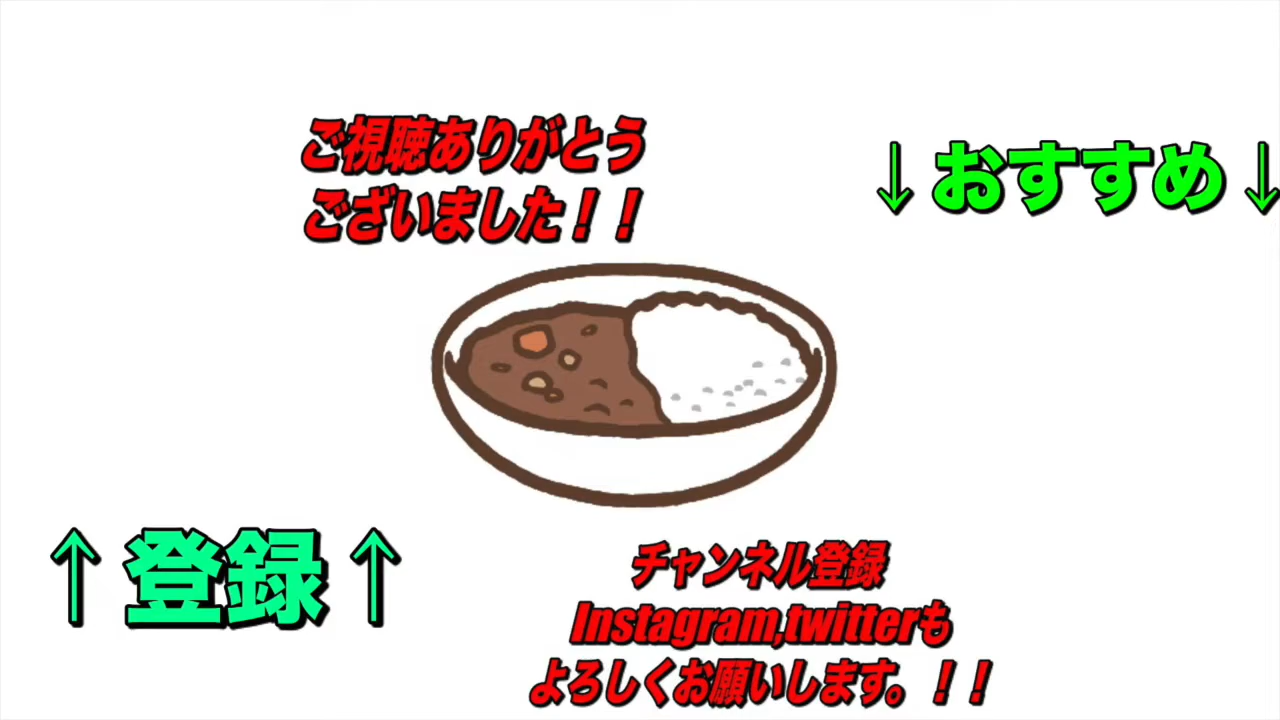 ご視聴ありがとう
ございました！！
↓おすすめ↓
↑登録↑
チャンネル登録
Instagram,twitterも
よろしくお願いします。！！